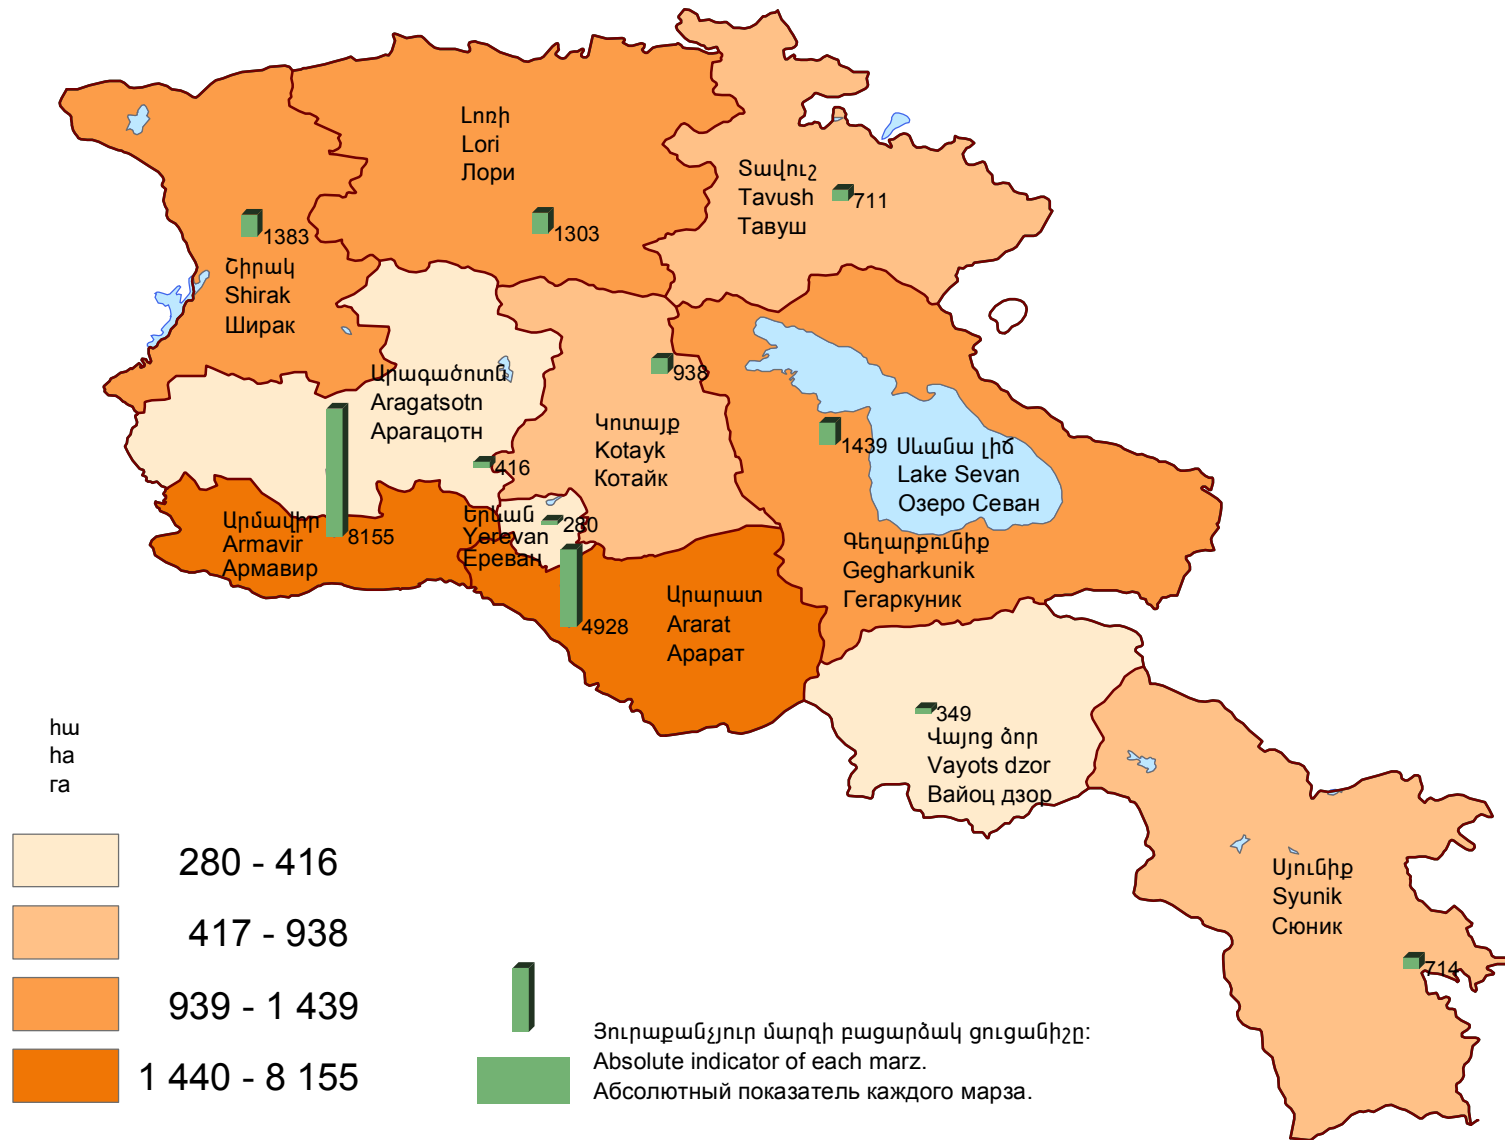 Լոռի
Lori
Лори
1303
Տավուշ
Tavush
Тавуш
711
1383
Շիրակ
Shirak
Ширак
Արագածոտն
Aragatsotn
Арагацотн
416
938
Կոտայք
Kotayk
Котайк
1439
Սևանա լիճ
Lake Sevan
Озеро Севан
Գեղարքունիք
Gegharkunik
Гегаркуник
Արմավիր
Armavir
Армавир
8155
Երևան
Yerevan
Ереван
280
4928
Արարատ
Ararat
Арарат
349
Վայոց ձոր
Vayots dzor
Вайоц дзор
Սյունիք
Syunik
Сюник
714
հա
ha
га
280 - 416
417 - 938
939 - 1 439
1 440 - 8 155
Յուրաքանչյուր մարզի բացարձակ ցուցանիշը:
Absolute indicator of each marz.
Абсолютный показатель каждого марза.